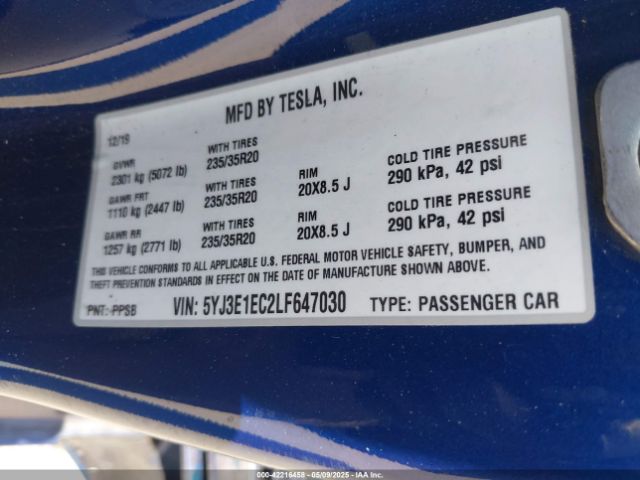 MFD BY TESLA, INC.
12/19
GVWR
2301 kg (5072 lb)
WITH TIRES
235/35R20
RIM
20X8.5 J
COLD TIRE PRESSURE
290 kPa, 42 psi
GAWR FRT
1110 kg (2447 lb)
WITH TIRES
235/35R20
RIM
20X8.5 J
COLD TIRE PRESSURE
290 kPa, 42 psi
GAWR RR
1257 kg (2771 lb)
WITH TIRES
235/35R20
THIS VEHICLE CONFORMS TO ALL APPLICABLE U.S. FEDERAL MOTOR VEHICLE SAFETY, BUMPER, AND
THEFT PREVENTION STANDARDS IN EFFECT ON THE DATE OF MANUFACTURE SHOWN ABOVE.
PNT: PPSB
VIN: 5YJ3E1EC2LF647030
TYPE: PASSENGER CAR
000-42216458 - 05/09/2025 - IAAI.com